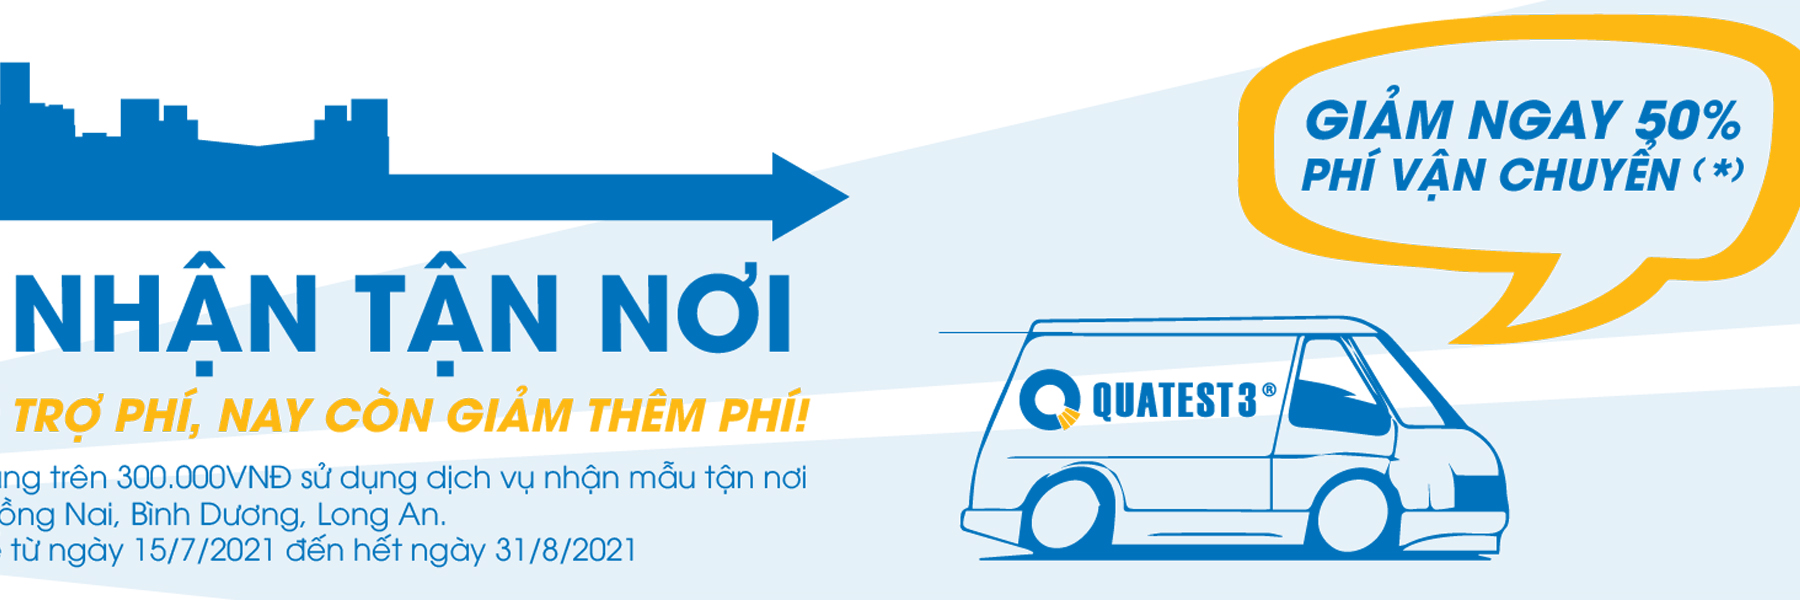 NHẬN TẬN NƠI
TRỢ PHÍ, NAY CÒN GIẢM THÊM PHÍ!
trên 300.000VNĐ sử dụng dịch vụ nhận mẫu tận nơi
Nai, Bình Dương, Long An.
từ ngày 15/7/2021 đến hết ngày 31/8/2021
GIẢM NGAY 50%
PHÍ VẬN CHUYỂN (*)
QUATEST3®